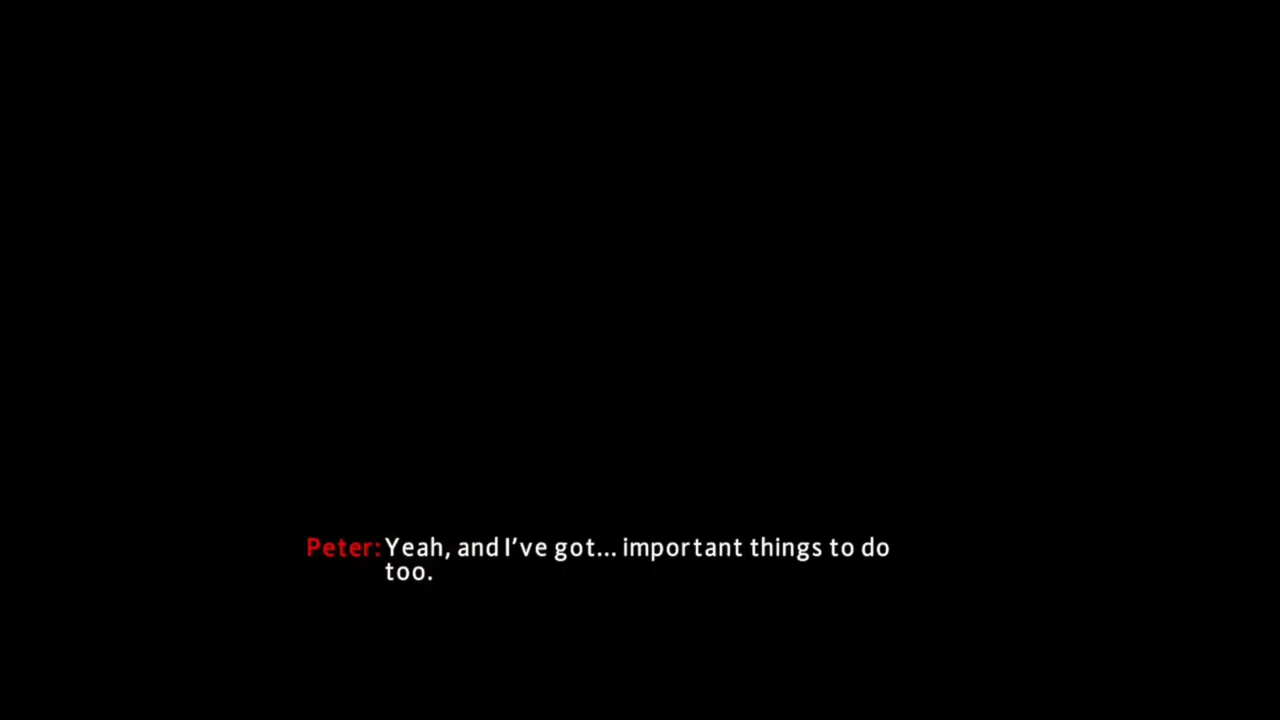 Peter: Yeah, and I’ve got... important things to do
too.